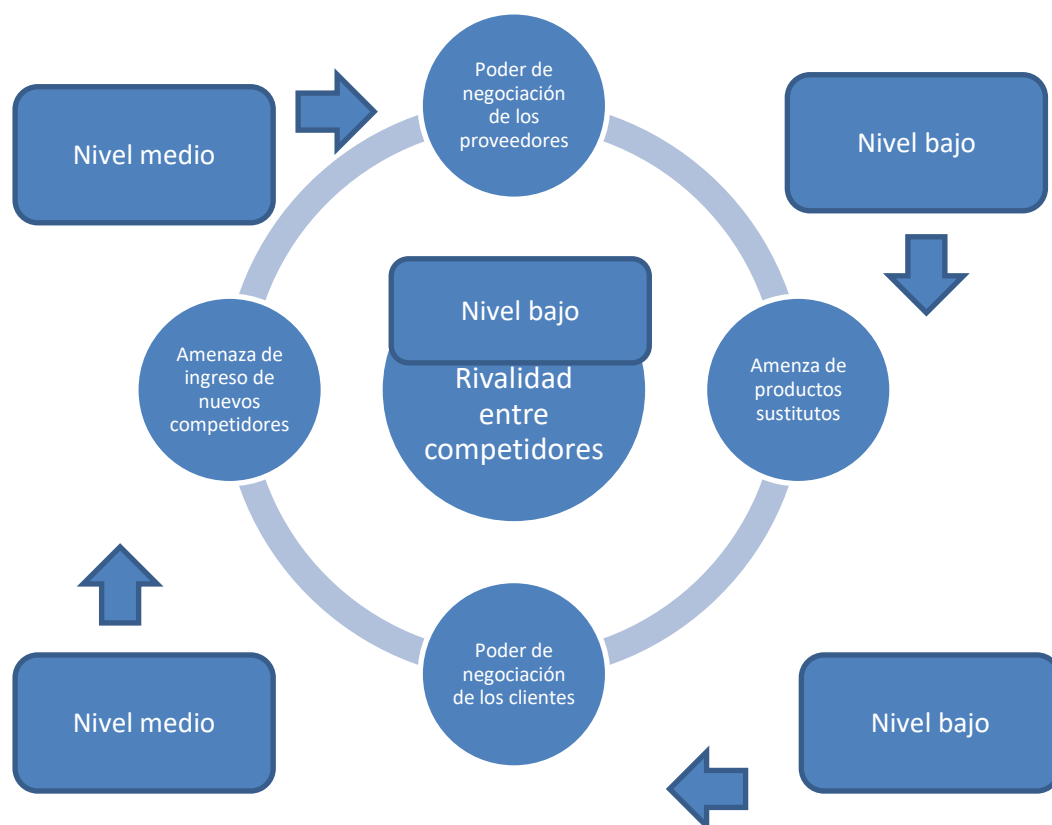 Poder de
negociación
de los
proveedores
Nivel medio
Nivel bajo
Nivel bajo
Amenaza de
ingreso de
nuevos
competidores
Rivalidad
entre
competidores
Amenza de
productos
sustitutos
Poder de
negociación
de los clientes
Nivel medio
Nivel bajo